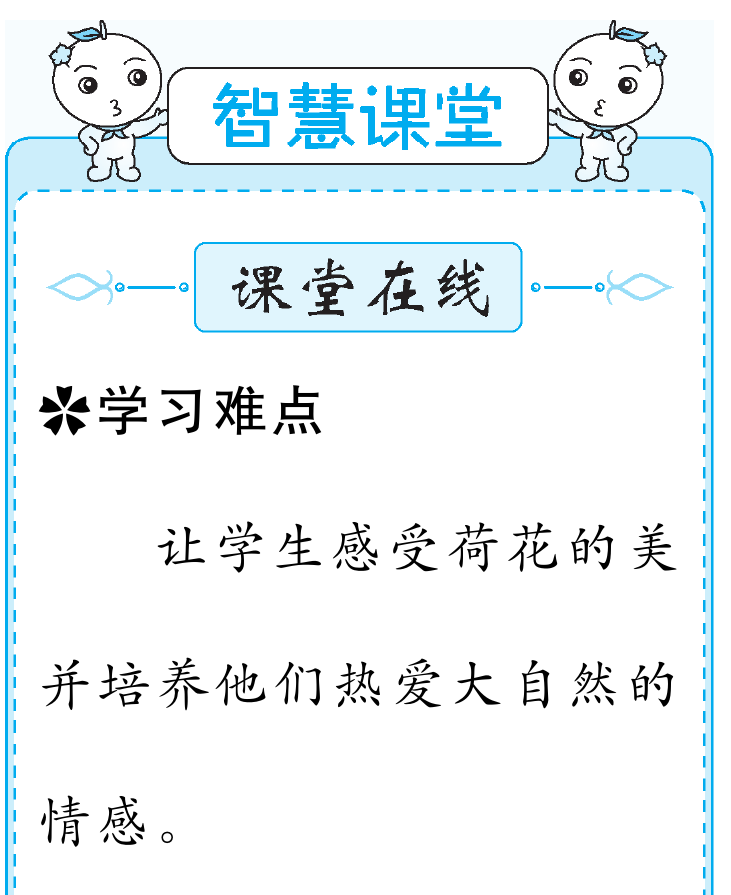 智慧课堂
课堂在线
学习难点
让学生感受荷花的美
并培养他们热爱大自然的
情感。